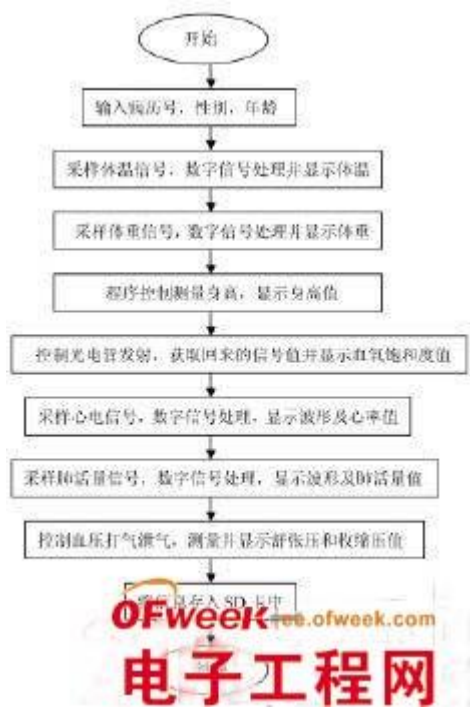 开始
输入病历号，性别，年龄
采样体温信号，数字信号处理并显示体温
采样体重信号，数字信号处理并显示体重
程序控制测量身高，显示身高值
控制光电管发射，获取回来的信号值并显示血氧饱和度值
采样心电信号，数字信号处理，显示波形及心率值
采样肺活量信号，数字信号处理，显示波形及肺活量值
控制血压打气泄气，测量并显示舒张压和收缩压值
存入 SD 卡中
OFweek ee.ofweek.com
电子工程网